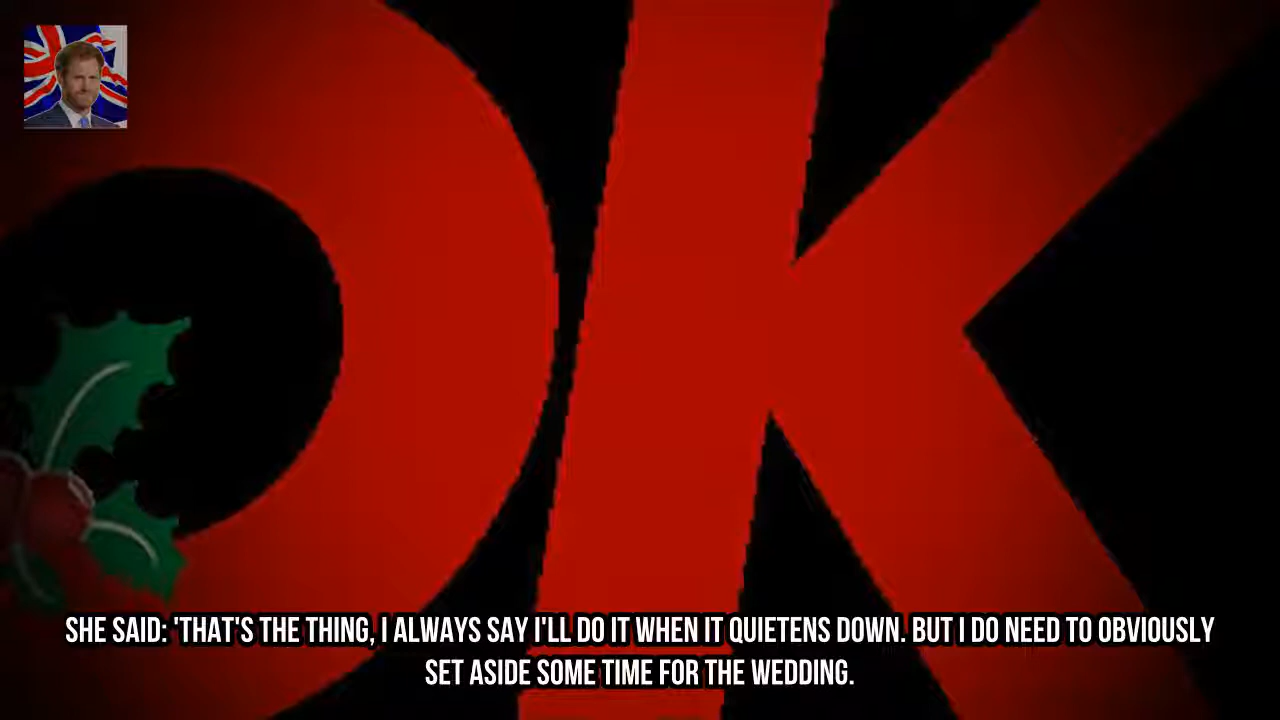 OK
SHE SAID: 'THAT'S THE THING, I ALWAYS SAY I'LL DO IT WHEN IT QUIETENS DOWN. BUT I DO NEED TO OBVIOUSLY
SET ASIDE SOME TIME FOR THE WEDDING.